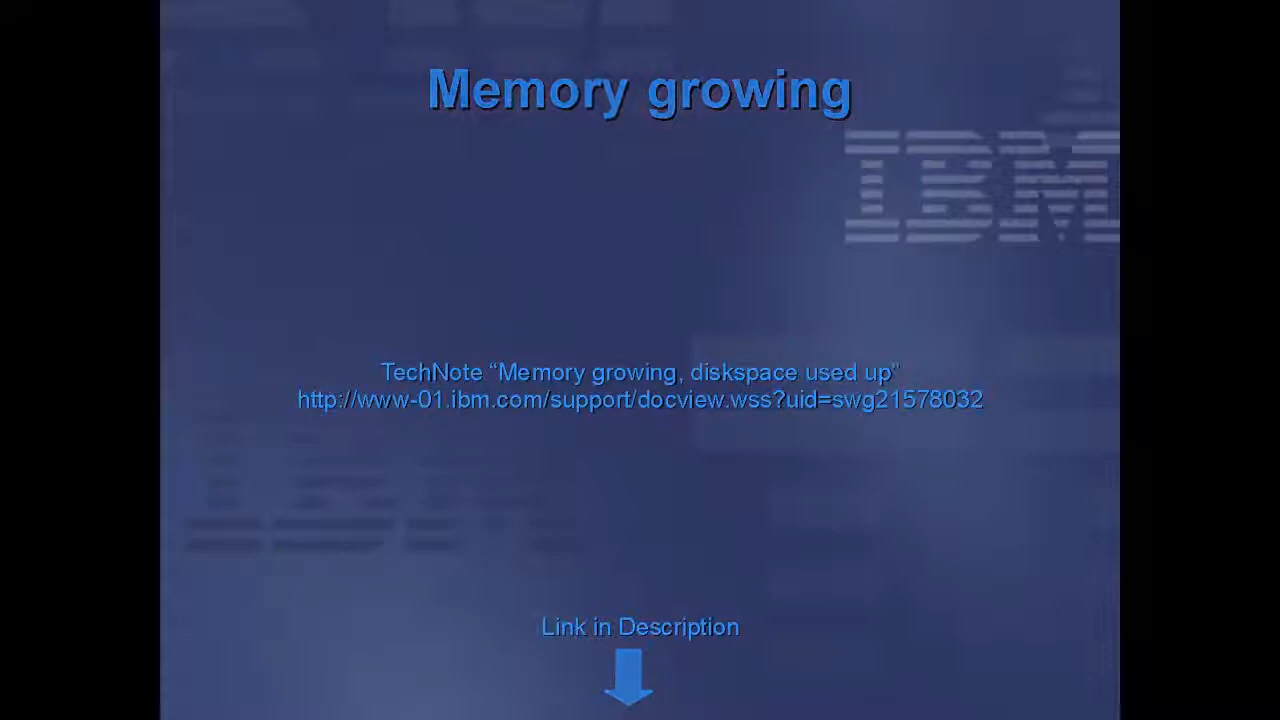 Memory growing
IBM
TechNote “Memory growing, diskspace used up”
http://www-01.ibm.com/support/docview.wss?uid=swg21578032
Link in Description